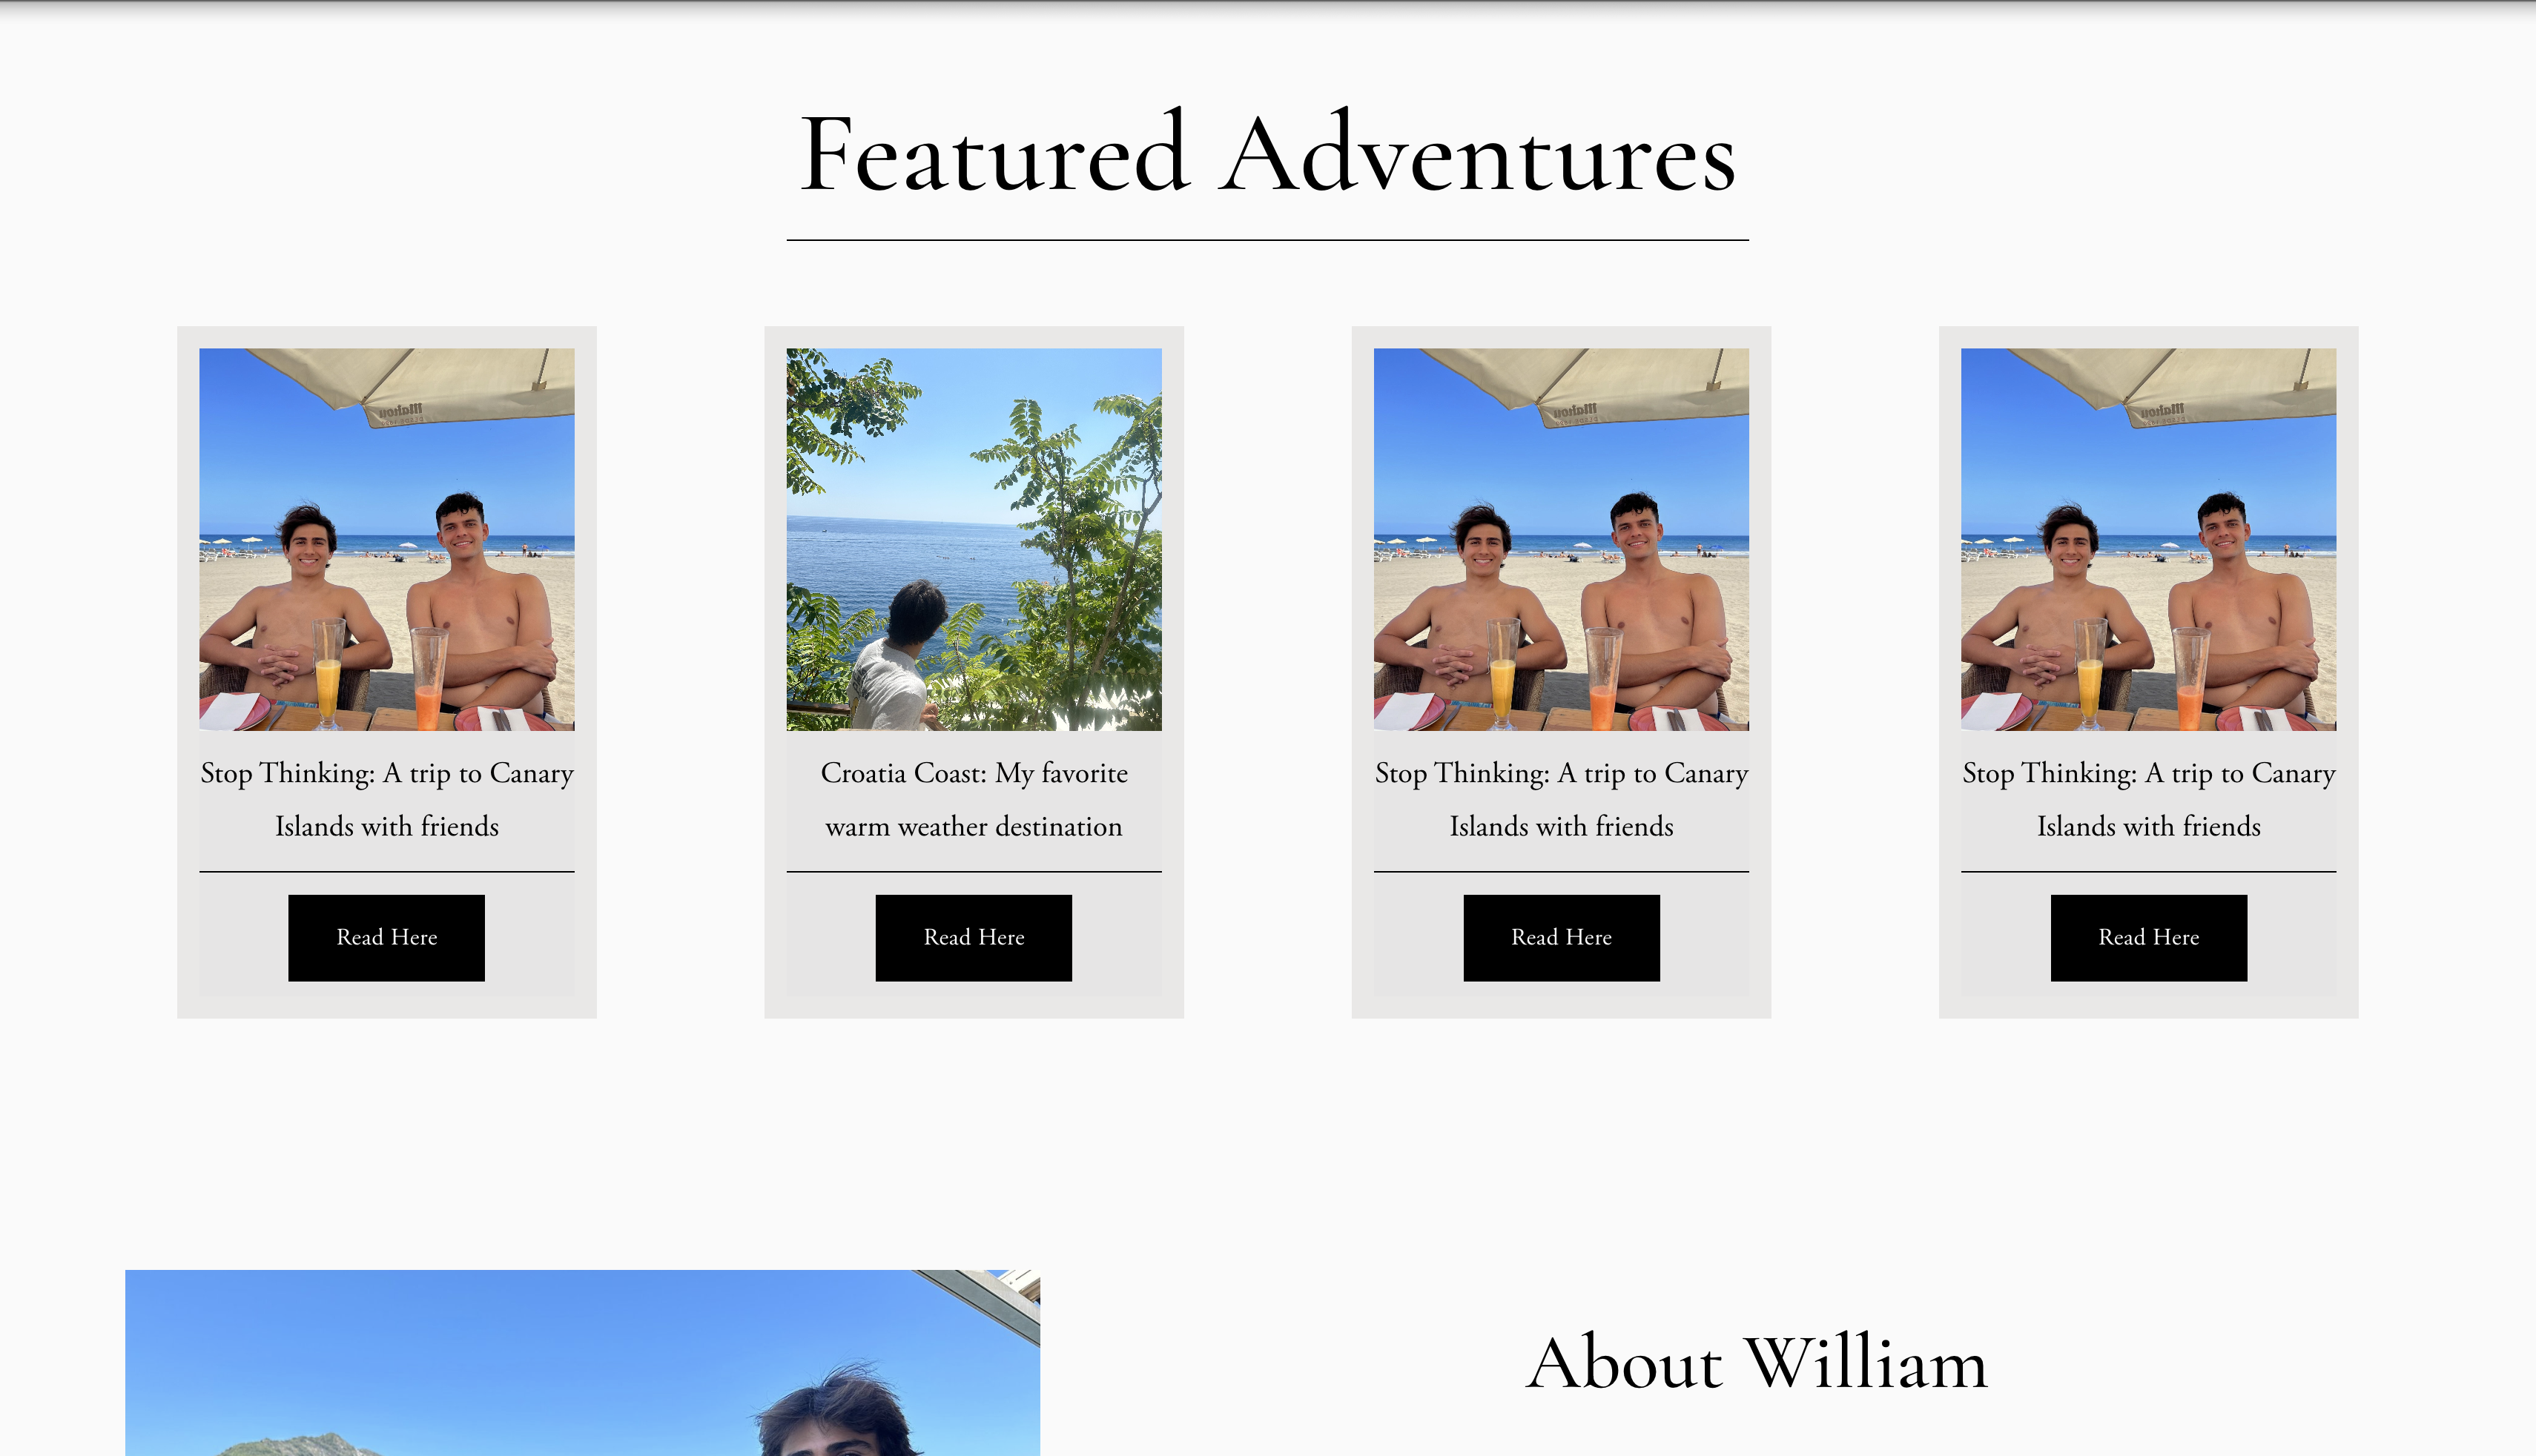 Featured Adventures
Stop Thinking: A trip to Canary
Islands with friends
Read Here
Croatia Coast: My favorite
warm weather destination
Read Here
Stop Thinking: A trip to Canary
Islands with friends
Read Here
Stop Thinking: A trip to Canary
Islands with friends
Read Here
About William